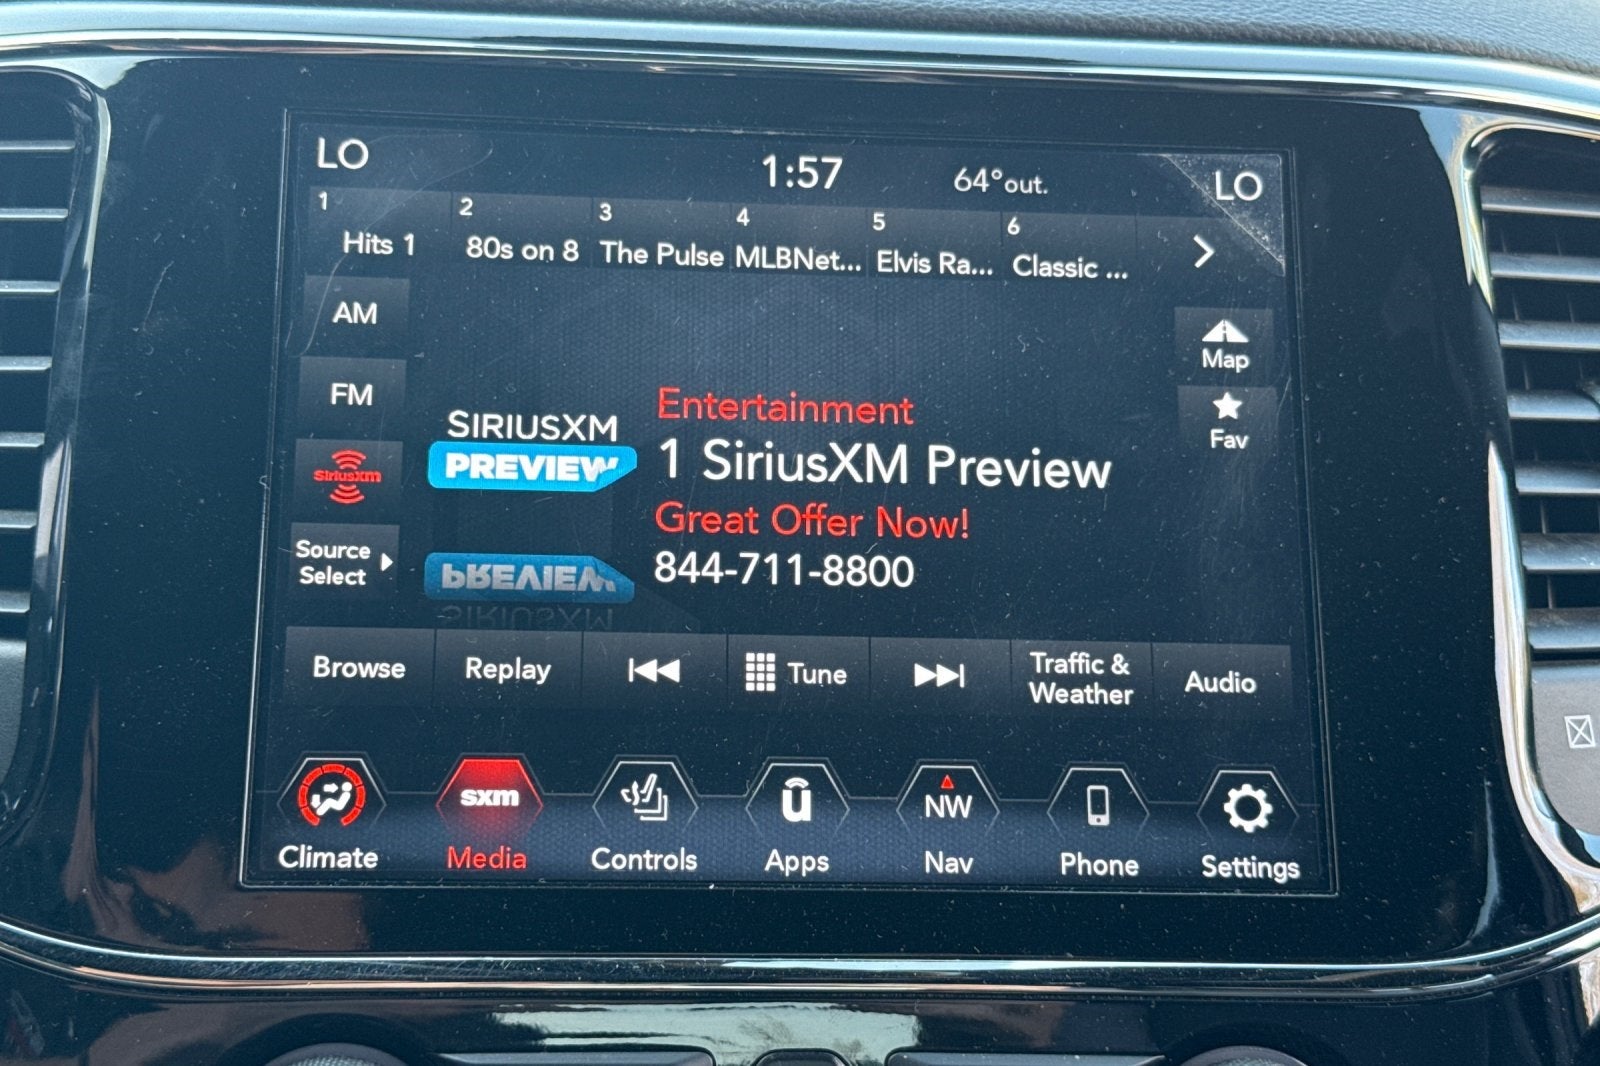 LO 1:57 64°out. LO
1 2 3 4 5 6
Hits 1 80s on 8 The Pulse MLBNet... Elvis Ra... Classic ...
AM
Map
FM
Fav
SIRIUSXM
PREVIEW
Entertainment
1 SiriusXM Preview
Great Offer Now!
844-711-8800
SiriusXM
Source
Select
Browse Replay Tune Traffic &
Weather Audio
sxm u NW
Climate Media Controls Apps Nav Phone Settings